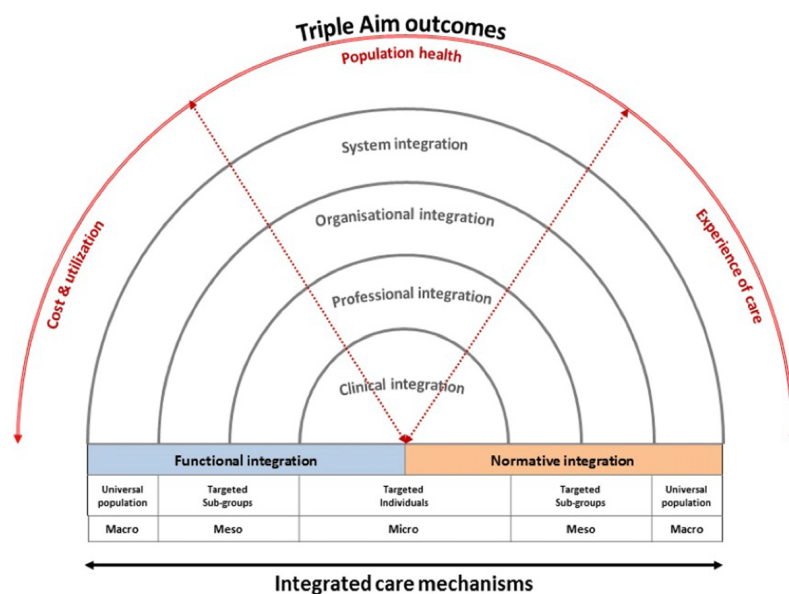 Triple Aim outcomes
Population health
Cost & utilization
Experience of care
System integration
Organisational integration
Professional integration
Clinical integration
Functional integration
Normative integration
Universal
population
Targeted
Sub-groups
Targeted
Individuals
Targeted
Sub-groups
Universal
population
Macro
Meso
Micro
Meso
Macro
Integrated care mechanisms